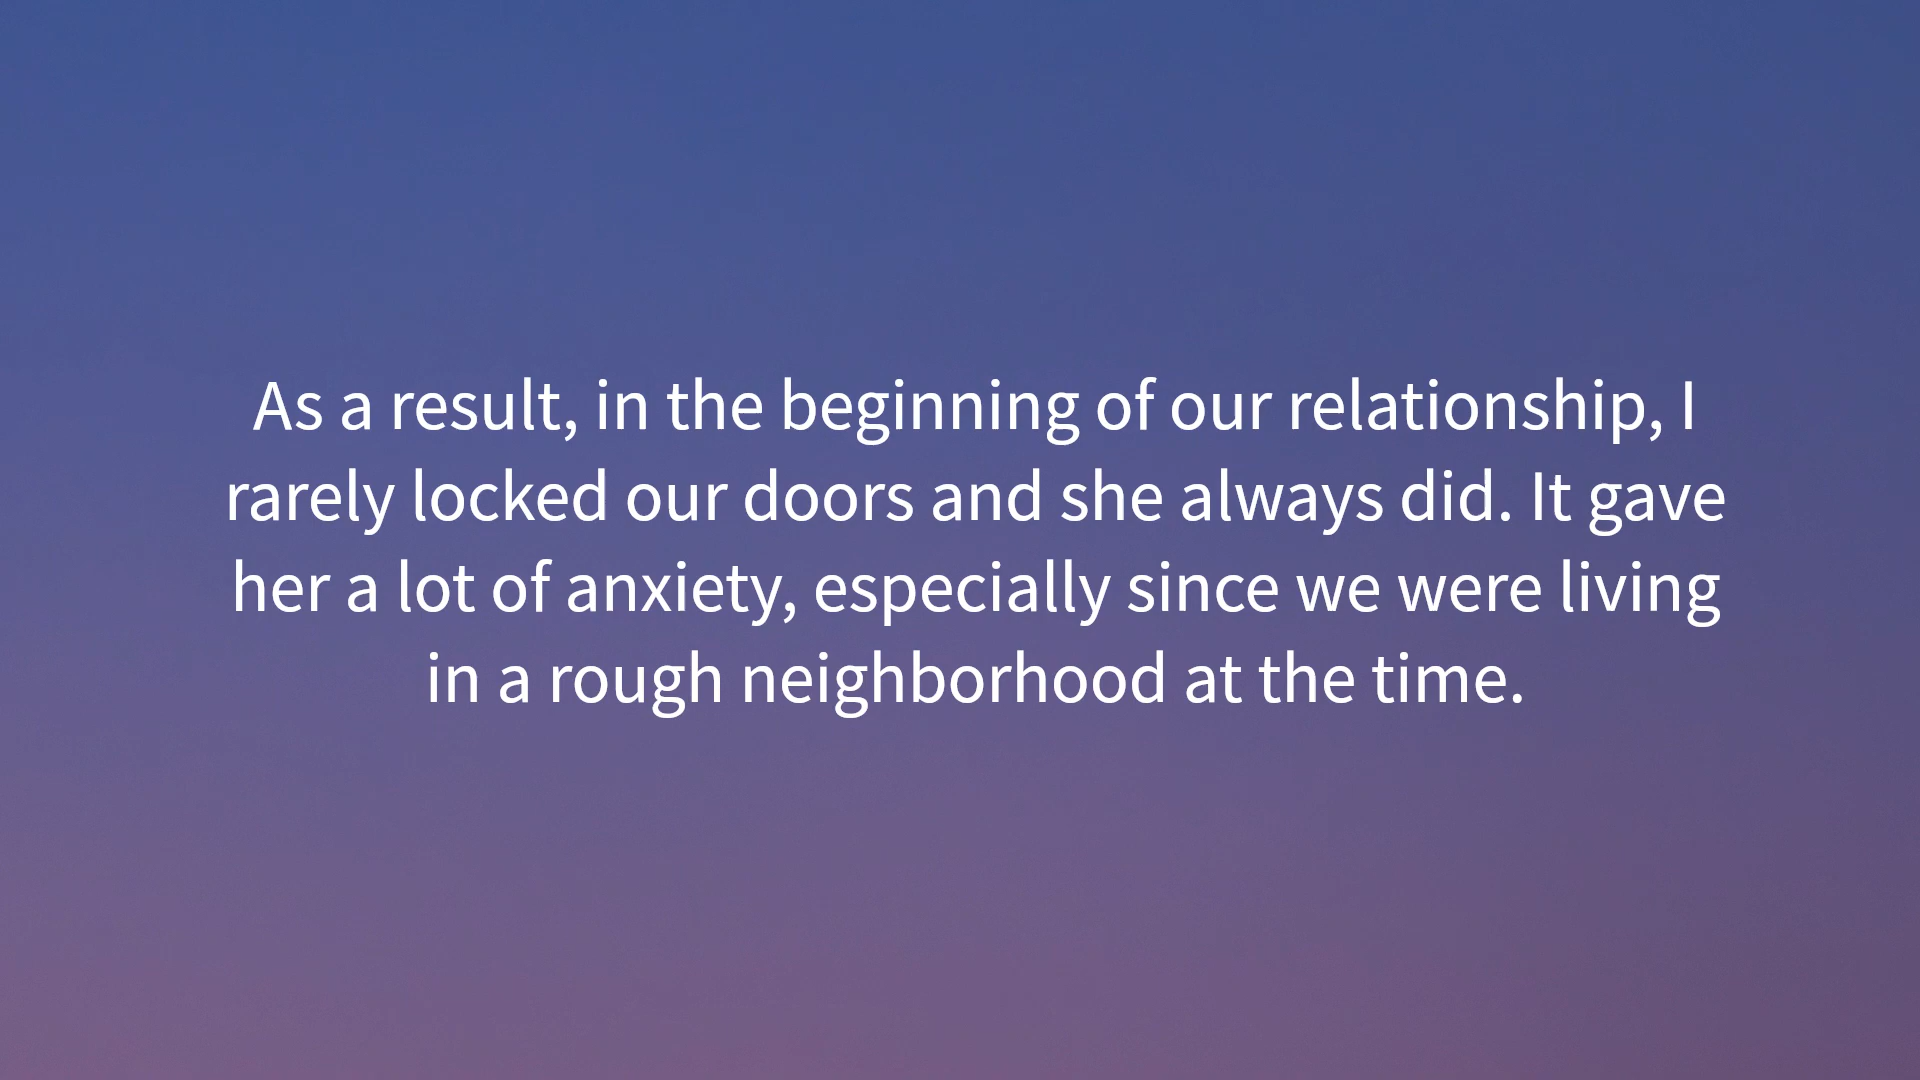 As a result, in the beginning of our relationship, I
rarely locked our doors and she always did. It gave
her a lot of anxiety, especially since we were living
in a rough neighborhood at the time.